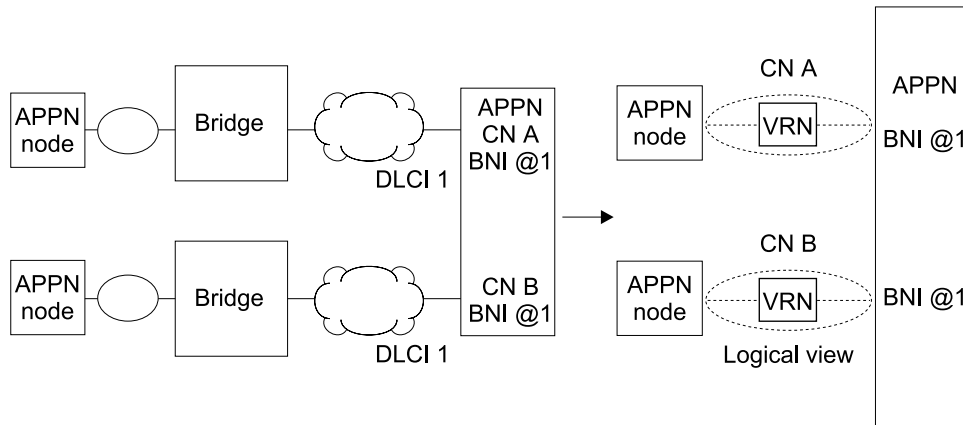 APPN
node
Bridge
DLCI 1
APPN
CN A
BNI @1
APPN
node
Bridge
DLCI 1
CN B
BNI @1
CN A
APPN
node
VRN
APPN
BNI @1
CN B
APPN
node
VRN
BNI @1
Logical view